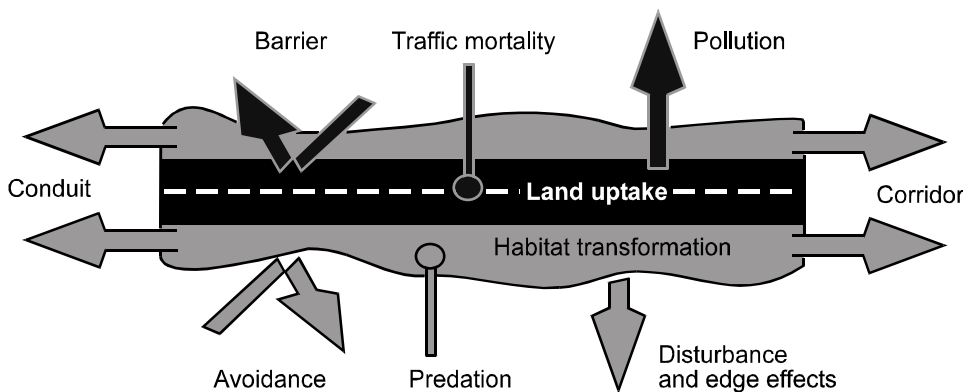 Barrier
Traffic mortality
Pollution
Conduit
Land uptake
Corridor
Habitat transformation
Avoidance
Predation
Disturbance
and edge effects